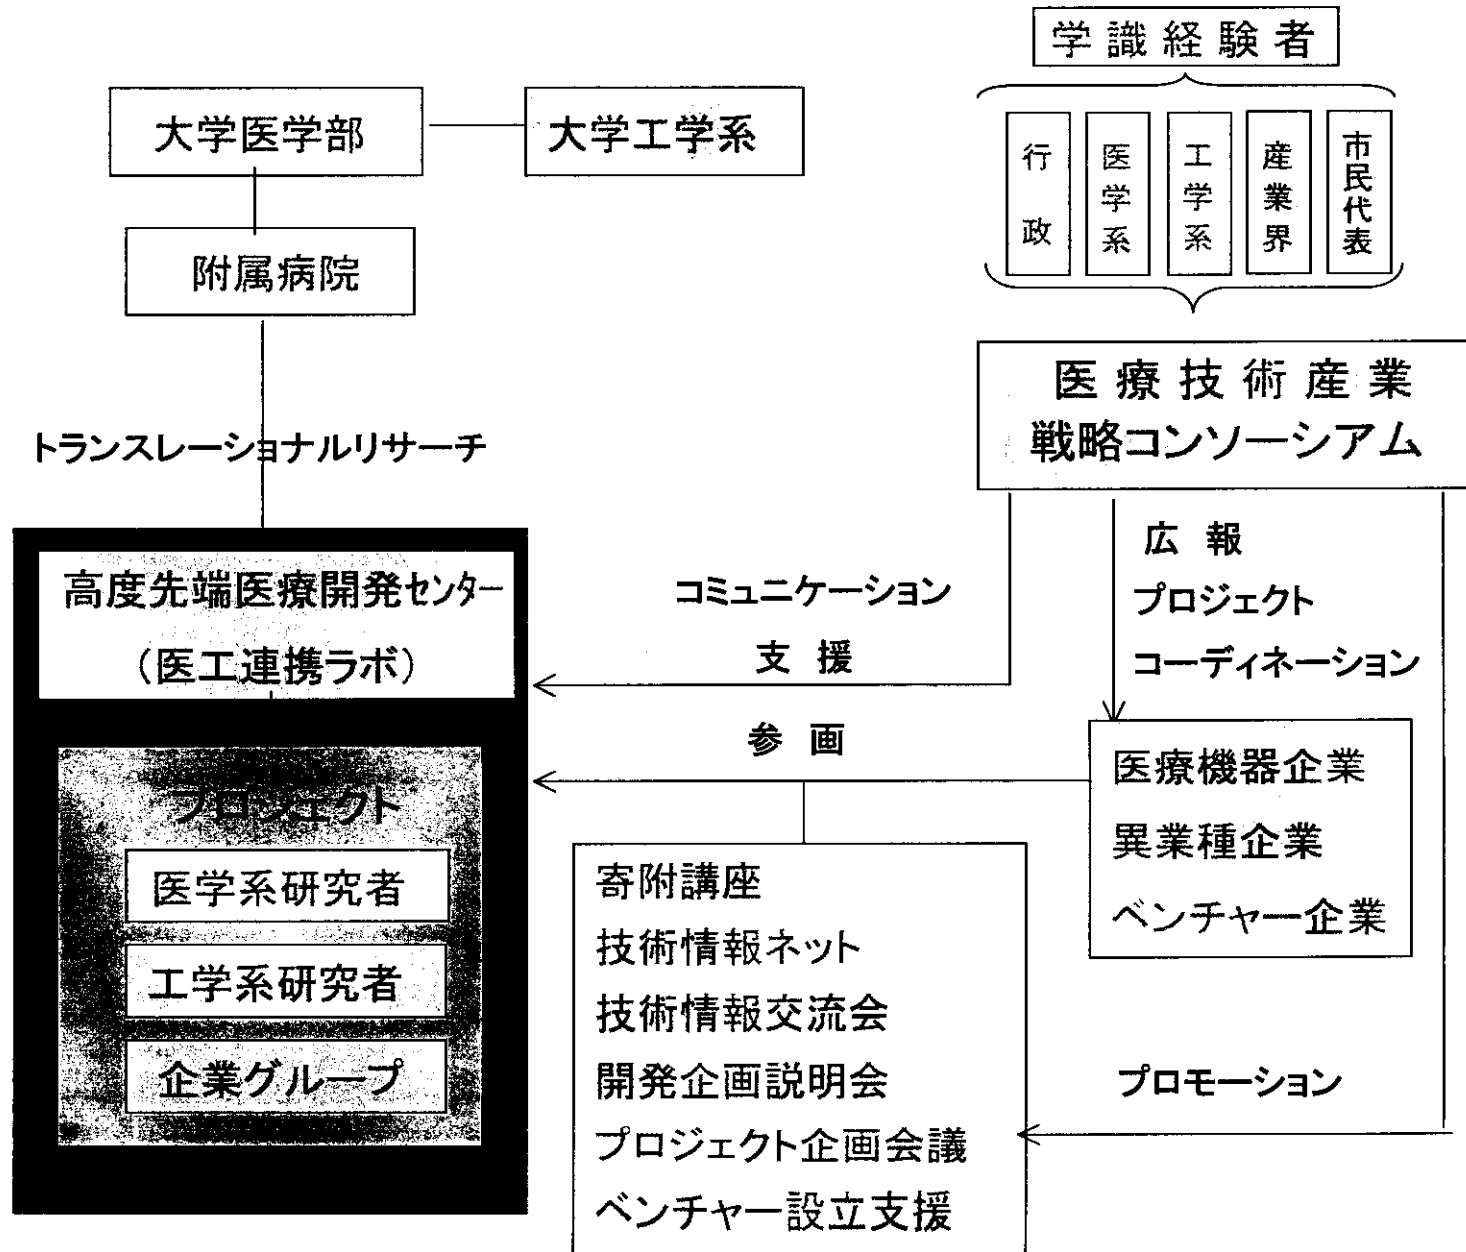 学識経験者
大学医学部
大学工学系
行政
医学系
工学系
産業界
市民代表
附属病院
医療技術産業
戦略コンソーシアム
トランスレーショナルリサーチ
広報
プロジェクト
コーディネーション
高度先端医療開発センター
（医工連携ラボ）
コミュニケーション
支援
参画
プロジェクト
医学系研究者
工学系研究者
企業グループ
医療機器企業
異業種企業
ベンチャー企業
寄附講座
技術情報ネット
技術情報交流会
開発企画説明会
プロジェクト企画会議
ベンチャー設立支援
プロモーション